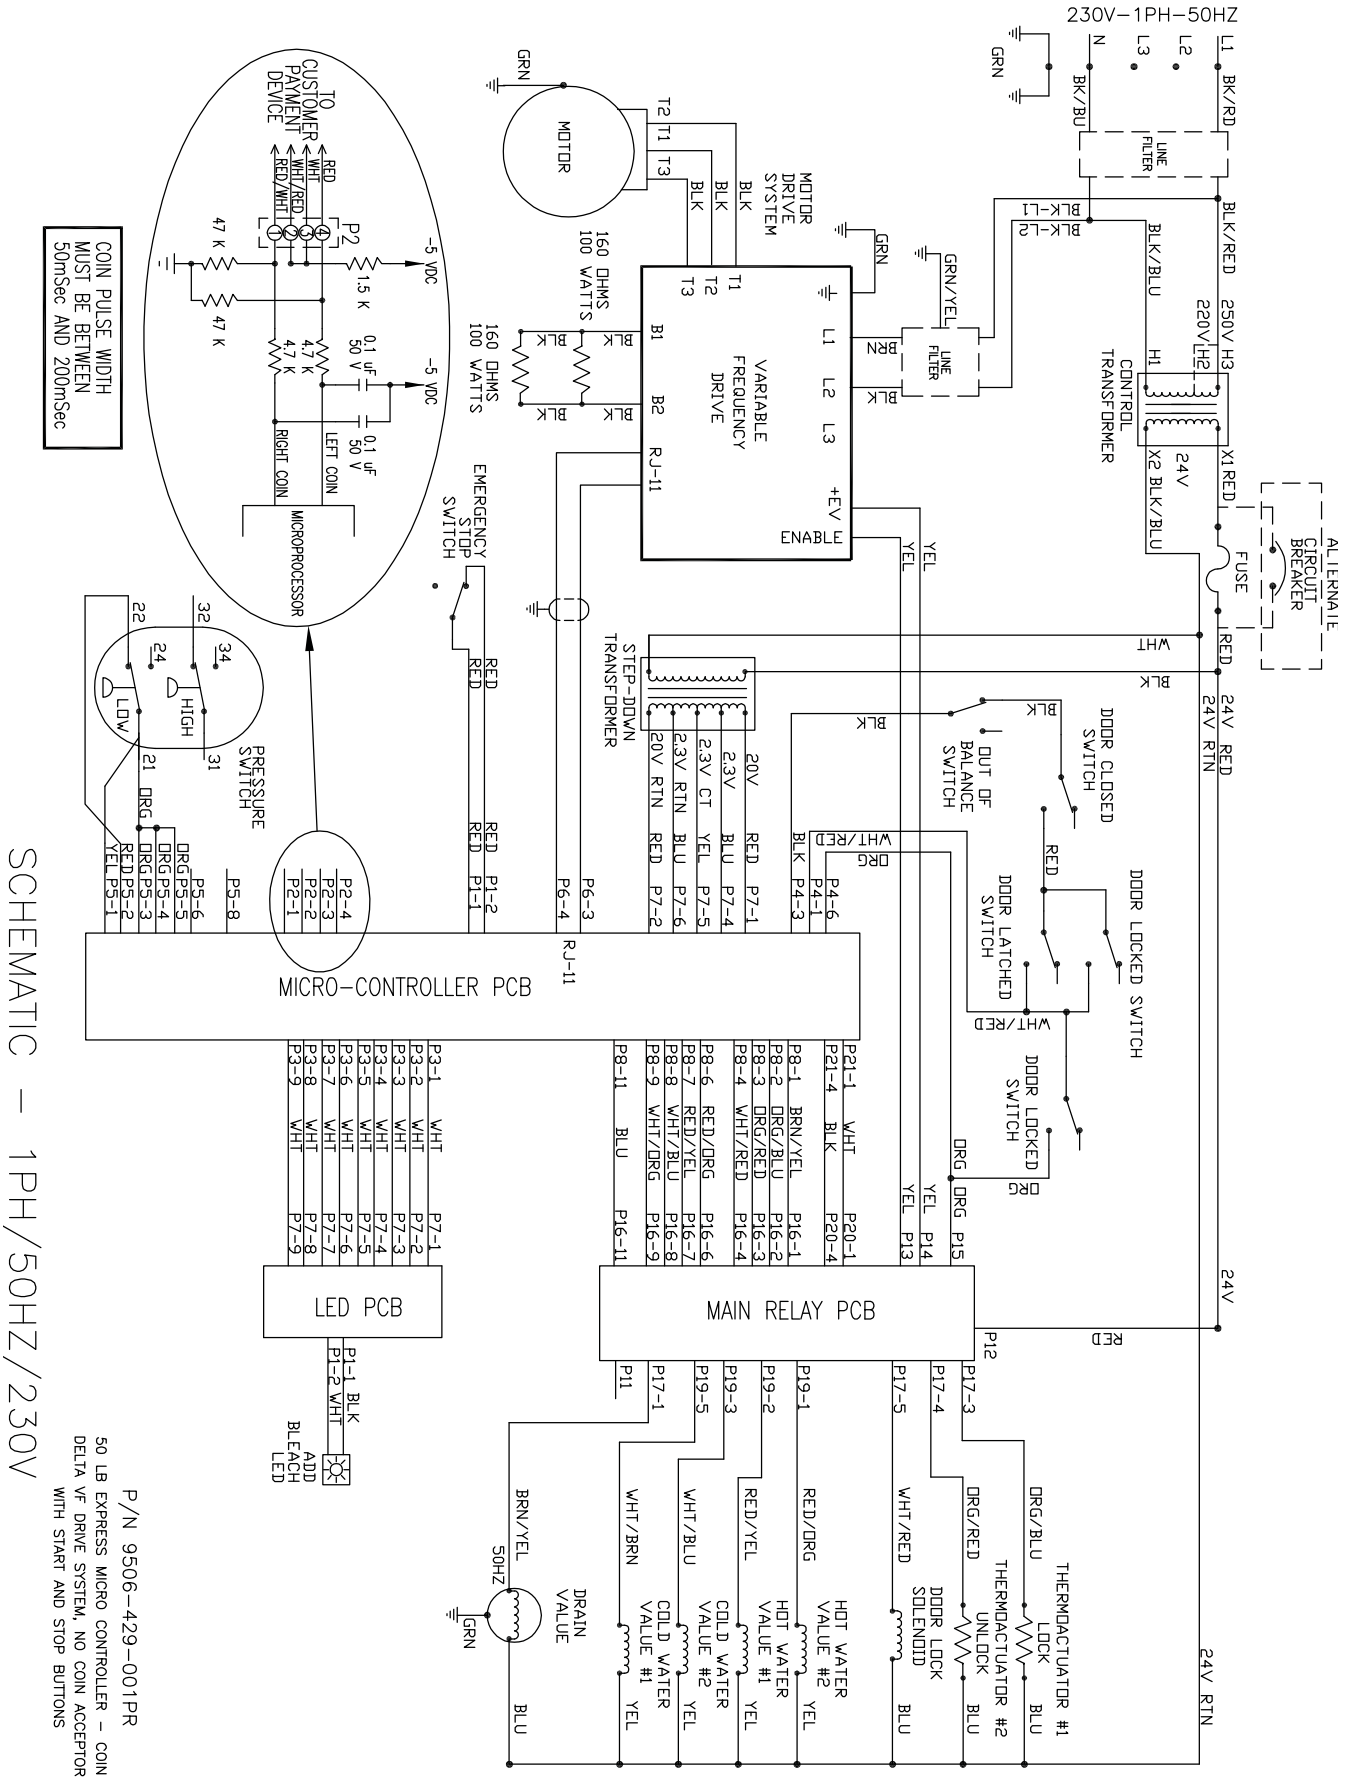 230V-1PH-50HZ
L1
L2
L3
N
GRN
BK/RD
BK/BU
LINE
FILTER
BLK/RED
BLK/BLU
BLK-L1
BLK-L2
250V H3
220V H2
H1
CONTROL
TRANSFORMER
X1 RED
24V
X2 BLK/BLU
ALTERNATE
CIRCUIT
BREAKER
FUSE
RED
WHT
BLK
24V RED
24V RTN
24V
24V RTN
GRN
MOTOR
T2
T1
T3
BLK
BLK
BLK
MOTOR
DRIVE
SYSTEM
GRN
GRN/YEL
LINE
FILTER
BRN
BLK
T1
T2
T3
L1
L2
L3
VARIABLE
FREQUENCY
DRIVE
B1
B2
RJ-11
+EV
ENABLE
YEL
YEL
160 OHMS
100 WATTS
160 OHMS
100 WATTS
BLK
BLK
BLK
BLK
TO
CUSTOMER
PAYMENT
DEVICE
RED
WHT
WHT/RED
RED/WHT
P2
4
3
2
1
-5 VDC
1.5 K
47 K
47 K
4.7 K
4.7 K
0.1 uF
50 V
-5 VDC
0.1 uF
50 V
LEFT COIN
RIGHT COIN
MICROPROCESSOR
COIN PULSE WIDTH
MUST BE BETWEEN
50mSec AND 200mSec
EMERGENCY
STOP
SWITCH
RED
RED
RED P1-2
RED P1-1
STEP-DOWN
TRANSFORMER
20V
2.3V
2.3V CT
2.3V RTN
20V RTN
RED P7-1
BLU P7-4
YEL P7-5
BLU P7-6
RED P7-2
OUT OF
BALANCE
SWITCH
BLK
BLK
DOOR CLOSED
SWITCH
RED
DOOR LOCKED SWITCH
DOOR LATCHED
SWITCH
WHT/RED
DOOR LOCKED
SWITCH
ORG
WHT/RED
ORG
BLK P4-3
P4-1
P4-6
32
34
22
24
HIGH
LOW
31
21
PRESSURE
SWITCH
ORG
P5-8
P5-6
ORG P5-5
ORG P5-4
ORG P5-3
RED P5-2
YEL P5-1
P2-4
P2-3
P2-2
P2-1
P6-3
P6-4
RJ-11
MICRO-CONTROLLER PCB
P21-1 WHT P20-1
P21-4 BLK P20-4
P8-1 BRN/YEL P16-1
P8-2 ORG/BLU P16-2
P8-3 ORG/RED P16-3
P8-4 WHT/RED P16-4
P8-6 RED/ORG P16-6
P8-7 RED/YEL P16-7
P8-8 WHT/BLU P16-8
P8-9 WHT/ORG P16-9
P8-11 BLU P16-11
P3-1 WHT P7-1
P3-2 WHT P7-2
P3-3 WHT P7-3
P3-4 WHT P7-4
P3-5 WHT P7-5
P3-6 WHT P7-6
P3-7 WHT P7-7
P3-8 WHT P7-8
P3-9 WHT P7-9
ORG ORG P15
YEL P14
YEL P13
MAIN RELAY PCB
P12
RED
LED PCB
P1-1 BLK
P1-2 WHT
ADD
BLEACH
LED
P17-3
P17-4
P17-5
P19-1
P19-2
P19-3
P19-5
P17-1
P11
ORG/BLU
THERMOACTUATOR #1
LOCK
BLU
ORG/RED
THERMOACTUATOR #2
UNLOCK
BLU
WHT/RED
DOOR LOCK
SOLENOID
BLU
RED/ORG
HOT WATER
VALUE #2
YEL
RED/YEL
HOT WATER
VALUE #1
YEL
WHT/BLU
COLD WATER
VALUE #2
YEL
WHT/BRN
COLD WATER
VALUE #1
YEL
BRN/YEL
50HZ
DRAIN
VALUE
GRN
BLU
SCHEMATIC - 1PH/50HZ/230V
P/N 9506-429-001PR
50 LB EXPRESS MICRO CONTROLLER - COIN
DELTA VF DRIVE SYSTEM, NO COIN ACCEPTOR
WITH START AND STOP BUTTONS